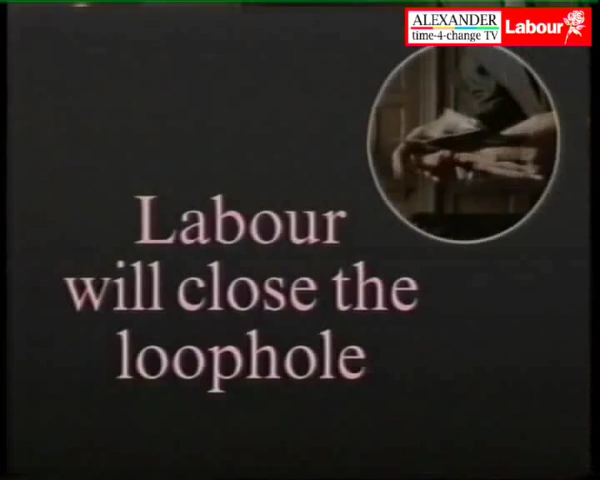 ALEXANDER
time-4-change TV
Labour
Labour
will close the
loophole